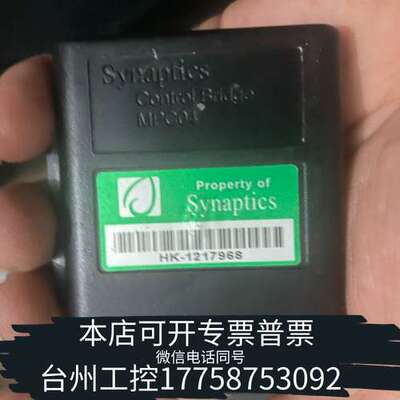 Synaptics
Control Bridge
MPC04
Property of
Synaptics
HK-1217968
本店可开专票普票
微信电话同号
台州工控17758753092